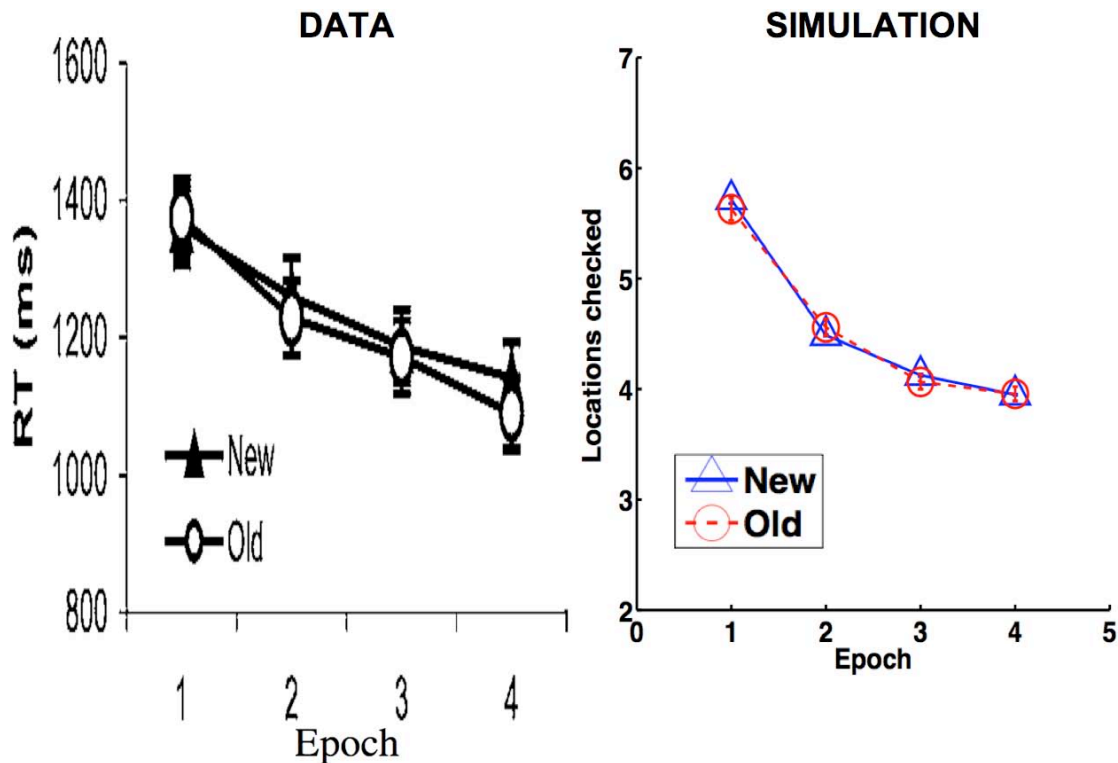 DATA
1600
1400
1200
1000
800
RT (ms)
New
Old
1
2
3
4
Epoch
SIMULATION
7
6
5
4
3
2
Locations checked
New
Old
0
1
2
3
4
5
Epoch